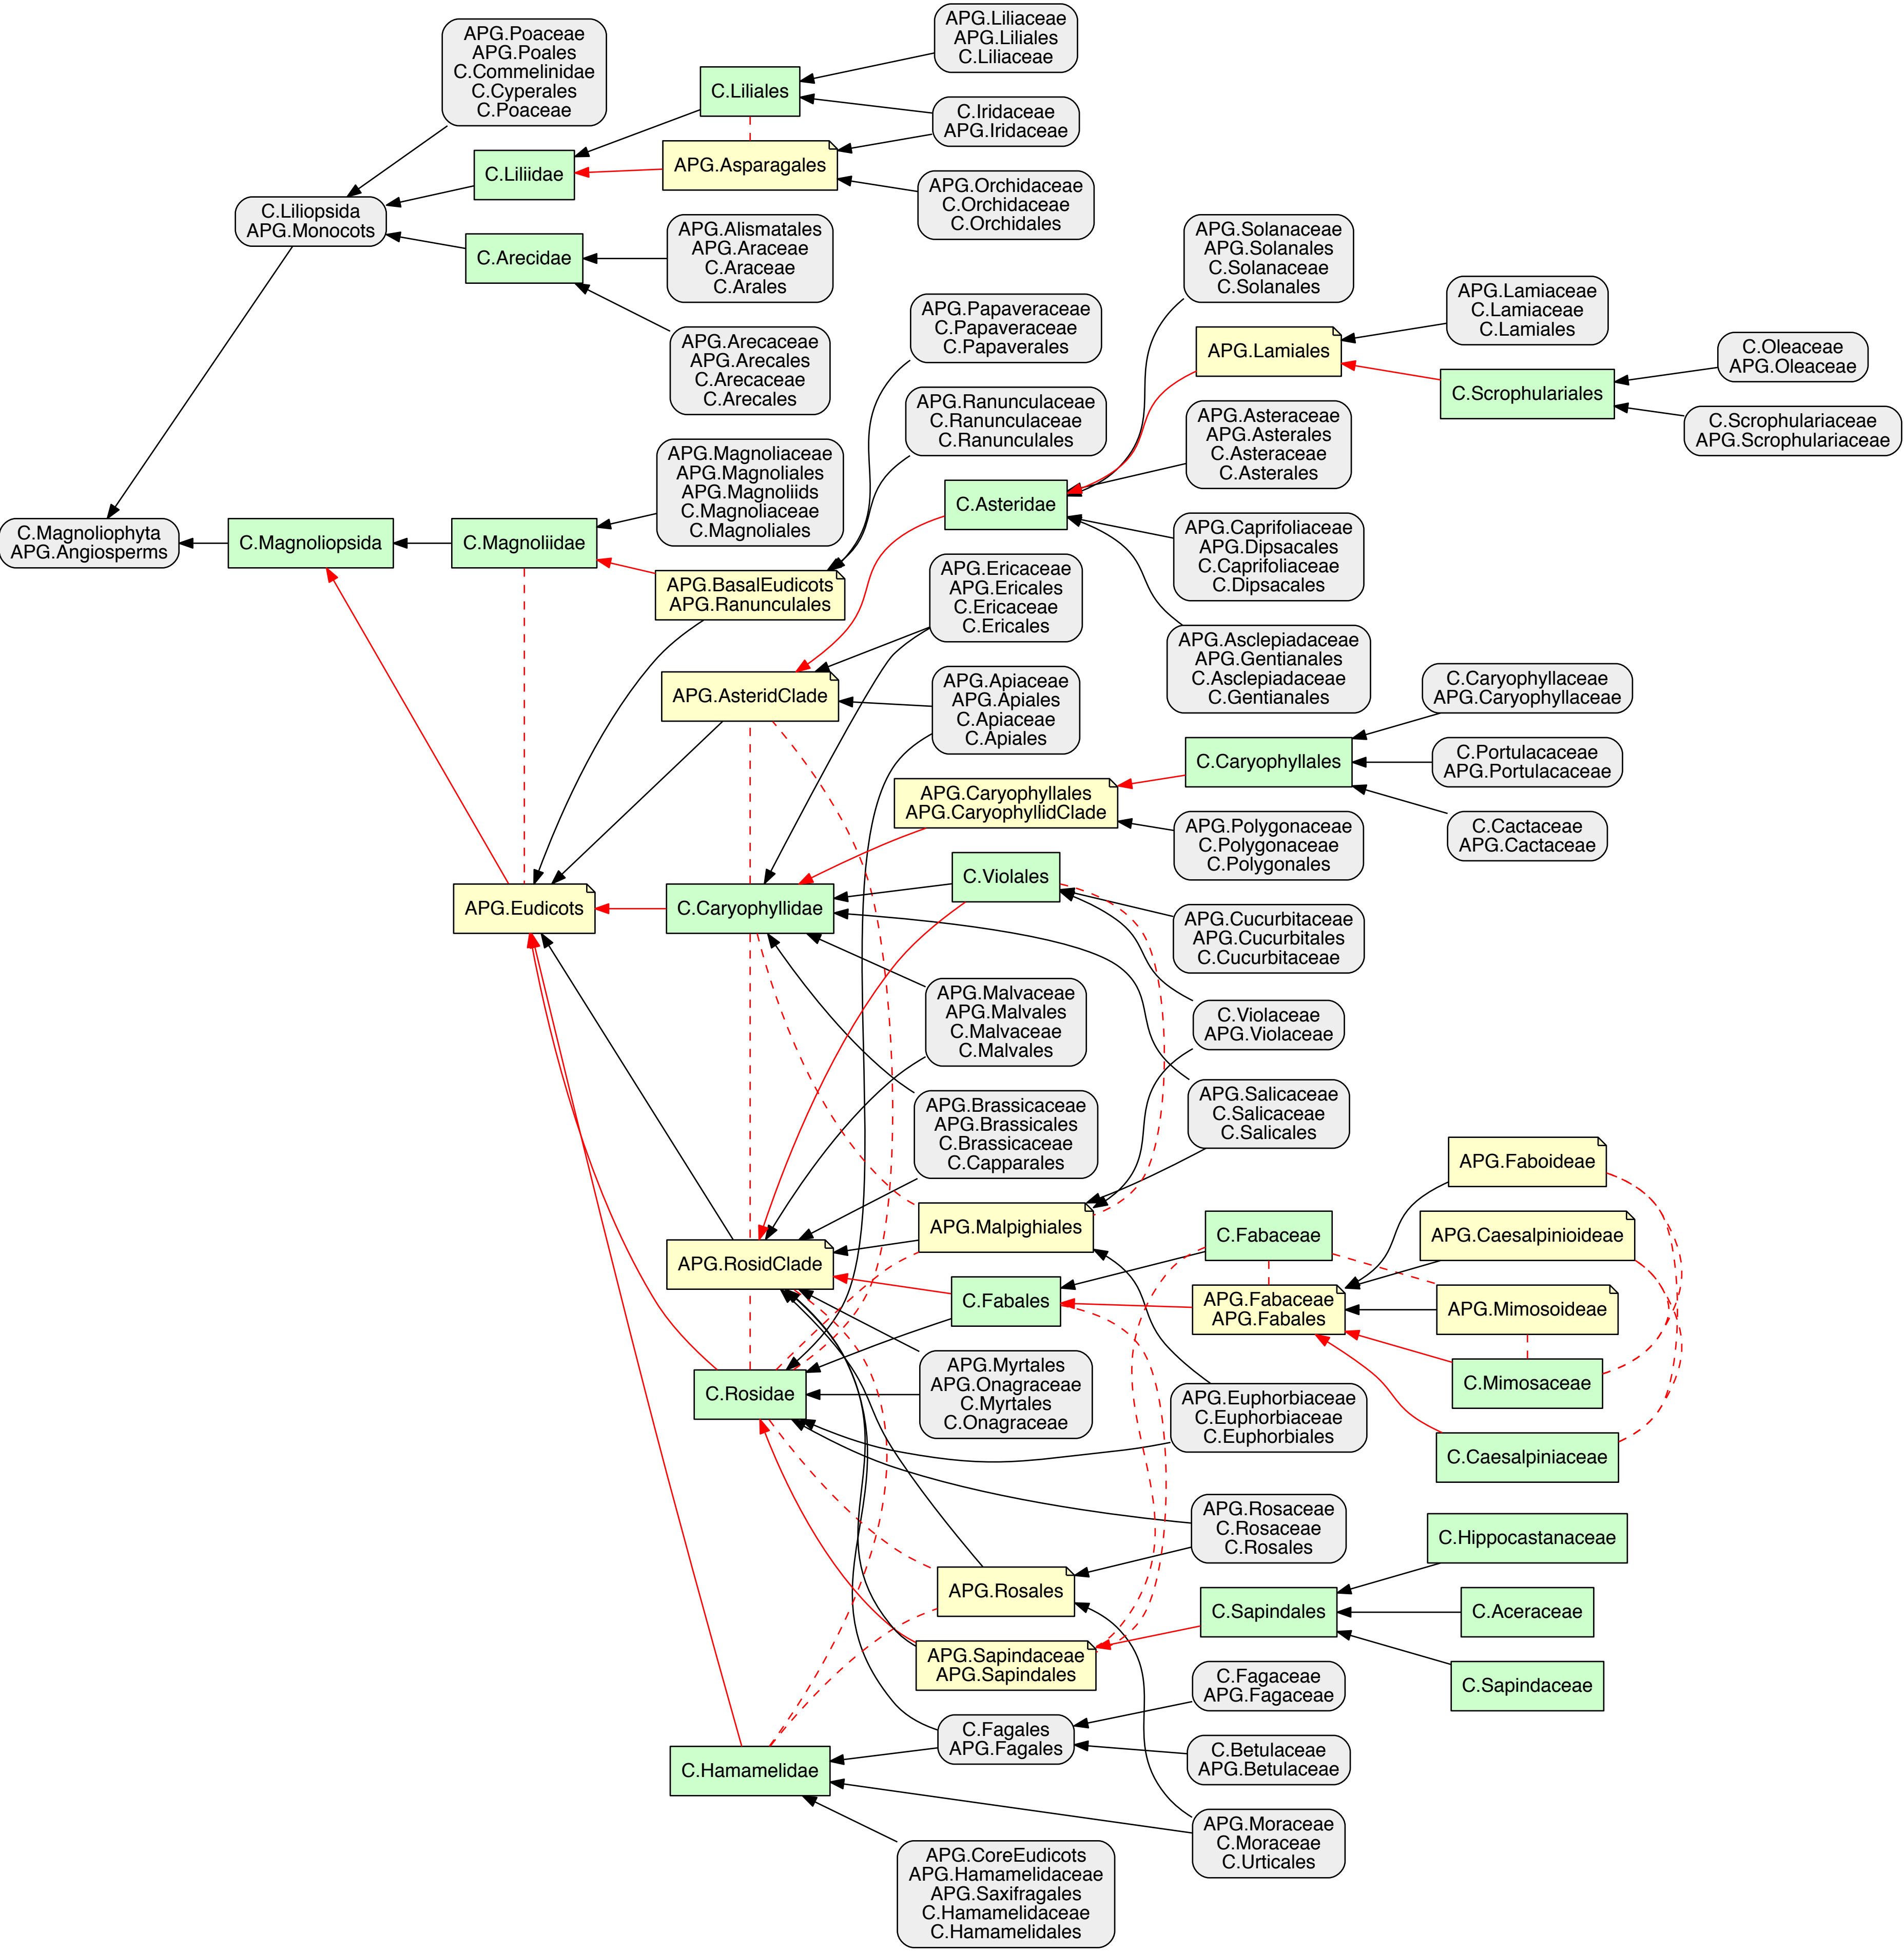 APG.Poaceae
APG.Poales
C.Commelinidae
C.Cyperales
C.Poaceae
C.Liliales
APG.Liliaceae
APG.Liliales
C.Liliaceae
C.Iridaceae
APG.Iridaceae
C.Liliidae
APG.Asparagales
APG.Orchidaceae
C.Orchidaceae
C.Orchidales
C.Liliopsida
APG.Monocots
C.Arecidae
APG.Alismatales
APG.Araceae
C.Araceae
C.Arales
APG.Arecaceae
APG.Arecales
C.Arecaceae
C.Arecales
APG.Papaveraceae
C.Papaveraceae
C.Papaverales
APG.Ranunculaceae
C.Ranunculaceae
C.Ranunculales
APG.Solanaceae
APG.Solanales
C.Solanaceae
C.Solanales
APG.Lamiales
APG.Lamiaceae
C.Lamiaceae
C.Lamiales
C.Scrophulariales
C.Oleaceae
APG.Oleaceae
C.Scrophulariaceae
APG.Scrophulariaceae
APG.Asteraceae
APG.Asterales
C.Asteraceae
C.Asterales
APG.Magnoliaceae
APG.Magnoliales
APG.Magnoliids
C.Magnoliaceae
C.Magnoliales
C.Asteridae
C.Magnoliophyta
APG.Angiosperms
C.Magnoliopsida
C.Magnoliidae
APG.Caprifoliaceae
APG.Dipsacales
C.Caprifoliaceae
C.Dipsacales
APG.BasalEudicots
APG.Ranunculales
APG.Ericaceae
APG.Ericales
C.Ericaceae
C.Ericales
APG.Asclepiadaceae
APG.Gentianales
C.Asclepiadaceae
C.Gentianales
APG.AsteridClade
APG.Apiaceae
APG.Apiales
C.Apiaceae
C.Apiales
C.Caryophyllaceae
APG.Caryophyllaceae
C.Caryophyllales
C.Portulacaceae
APG.Portulacaceae
APG.Caryophyllales
APG.CaryophyllidClade
APG.Polygonaceae
C.Polygonaceae
C.Polygonales
C.Cactaceae
APG.Cactaceae
C.Violales
APG.Eudicots
C.Caryophyllidae
APG.Cucurbitaceae
APG.Cucurbitales
C.Cucurbitaceae
APG.Malvaceae
APG.Malvales
C.Malvaceae
C.Malvales
C.Violaceae
APG.Violaceae
APG.Brassicaceae
APG.Brassicales
C.Brassicaceae
C.Capparales
APG.Salicaceae
C.Salicaceae
C.Salicales
APG.Faboideae
APG.Malpighiales
C.Fabaceae
APG.Caesalpinioideae
APG.RosidClade
C.Fabales
APG.Fabaceae
APG.Fabales
APG.Mimosoideae
C.Rosidae
APG.Myrtales
APG.Onagraceae
C.Myrtales
C.Onagraceae
C.Mimosaceae
APG.Euphorbiaceae
C.Euphorbiaceae
C.Euphorbiales
C.Caesalpiniaceae
APG.Rosaceae
C.Rosaceae
C.Rosales
C.Hippocastanaceae
APG.Rosales
C.Sapindales
C.Aceraceae
APG.Sapindaceae
APG.Sapindales
C.Fagaceae
APG.Fagaceae
C.Sapindaceae
C.Fagales
APG.Fagales
C.Betulaceae
APG.Betulaceae
C.Hamamelidae
APG.Moraceae
C.Moraceae
C.Urticales
APG.CoreEudicots
APG.Hamamelidaceae
APG.Saxifragales
C.Hamamelidaceae
C.Hamamelidales